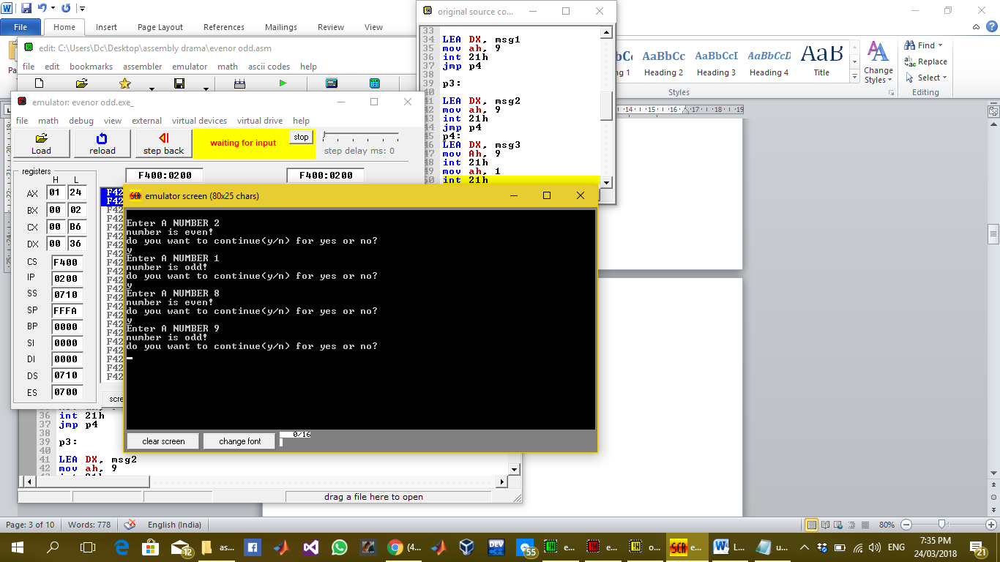 File
Home
Insert
Page Layout
References
Mailings
Review
View
edit: C:\Users\Dc\Desktop\assembly drama\evenor odd.asm
file edit bookmarks assembler emulator math ascii codes help
original source co...
33
34 LEA DX, msg1
35 mov ah, 9
36 int 21h
37 jmp p4
38
39 p3:
40
41 LEA DX, msg2
42 mov ah, 9
43 int 21h
44 jmp p4
45 p4:
46 LEA DX, msg3
47 mov Ah, 9
48 int 21h
49 mov ah, 1
50 int 21h
AaBbCc AaBbCcI AaBbCcD AaB
Heading 2 Heading 3 Heading 4 Title
Change Styles
Styles
Find
Replace
Select
Editing
14 15 16 17 18 19
emulator: evenor odd.exe_
file math debug view external virtual devices virtual drive help
Load reload step back waiting for input stop
step delay ms: 0
registers
H L
F400:0200 F400:0200
AX 01 24
BX 00 02
CX 00 B6
DX 00 36
CS F400
IP 0200
SS 0710
SP FFFA
BP 0000
SI 0000
DI 0000
DS 0710
ES 0700
emulator screen (80x25 chars)
Enter A NUMBER 2
number is even!
do you want to continue(y/n) for yes or no?
y
Enter A NUMBER 1
number is odd!
do you want to continue(y/n) for yes or no?
y
Enter A NUMBER 8
number is even!
do you want to continue(y/n) for yes or no?
y
Enter A NUMBER 9
number is odd!
do you want to continue(y/n) for yes or no?
clear screen change font 0/16
36 int 21h
37 jmp p4
38
39 p3:
40
41 LEA DX, msg2
42 mov ah, 9
drag a file here to open
Page: 3 of 10 Words: 778 English (India) 80%
12 as... (4... DEV 55 e... e... o... SCR e... L... u... ENG 7:35 PM
24/03/2018 21